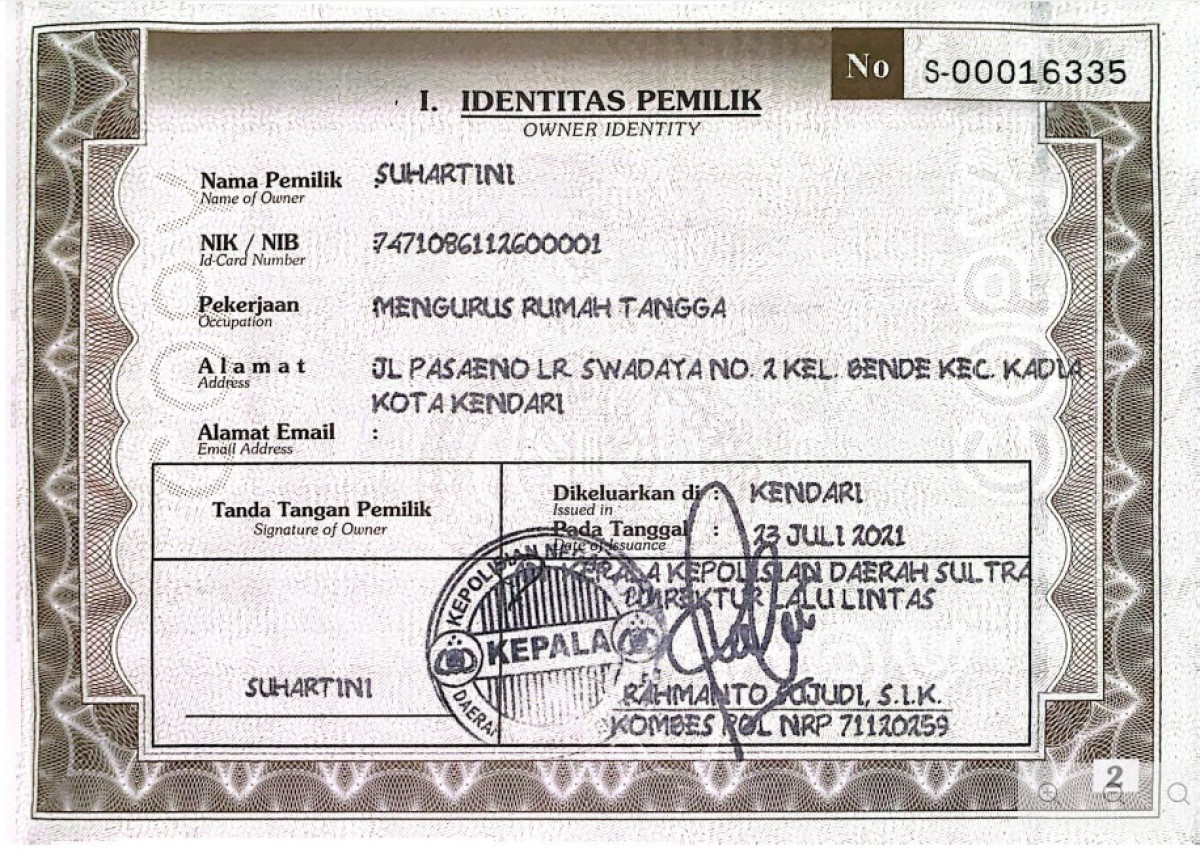 No S-00016335
I. IDENTITAS PEMILIK
OWNER IDENTITY
Nama Pemilik SUHARTINI
Name of Owner
NIK / NIB : 7471086112600001
Id-Card Number
Pekerjaan MENGURUS RUMAH TANGGA
Occupation
Alamat JL PASAENO LR. SWADAYA NO. 2 KEL. BENDE KEC. KADIA
Address
KOTA KENDARI
Alamat Email :
Email Address
Tanda Tangan Pemilik
Signature of Owner
Dikeluarkan di : KENDARI
Issued in
Pada Tanggal : 23 JULI 2021
Date of Issuance
KEPALA KEPOLISIAN DAERAH SULTRA
DIREKTUR LALU LINTAS
KEPOLISIAN
KEPALA
DAERA
SUHARTINI
RAHMANTO SUJUDI, S.I.K.
KOMBES POL NRP 71120259
2